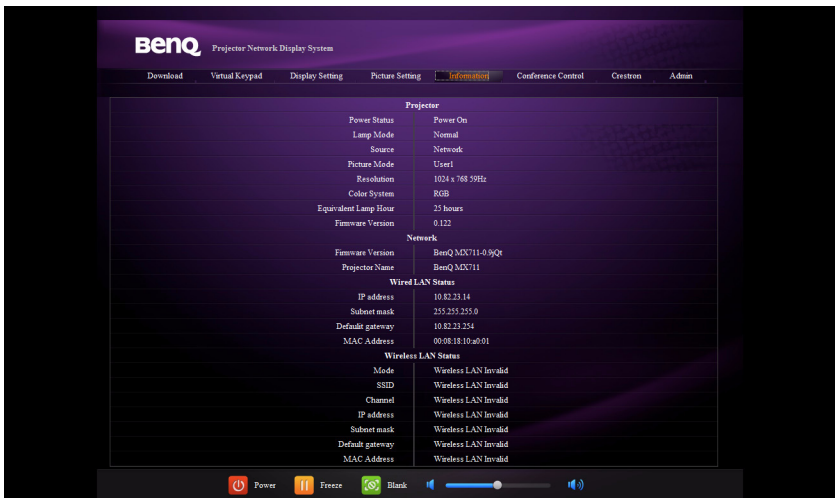 BenQ Projector Network Display System
Download Virtual Keypad Display Setting Picture Setting Information Conference Control Crestron Admin
Projector
Power Status Power On
Lamp Mode Normal
Source Network
Picture Mode User1
Resolution 1024 x 768 59Hz
Color System RGB
Equivalent Lamp Hour 25 hours
Firmware Version 0.122
Network
Firmware Version BenQ MX711-0.9jQt
Projector Name BenQ MX711
Wired LAN Status
IP address 10.82.23.14
Subnet mask 255.255.255.0
Default gateway 10.82.23.254
MAC Address 00:08:18:10:a0:01
Wireless LAN Status
Mode Wireless LAN Invalid
SSID Wireless LAN Invalid
Channel Wireless LAN Invalid
IP address Wireless LAN Invalid
Subnet mask Wireless LAN Invalid
Default gateway Wireless LAN Invalid
MAC Address Wireless LAN Invalid
Power Freeze Blank